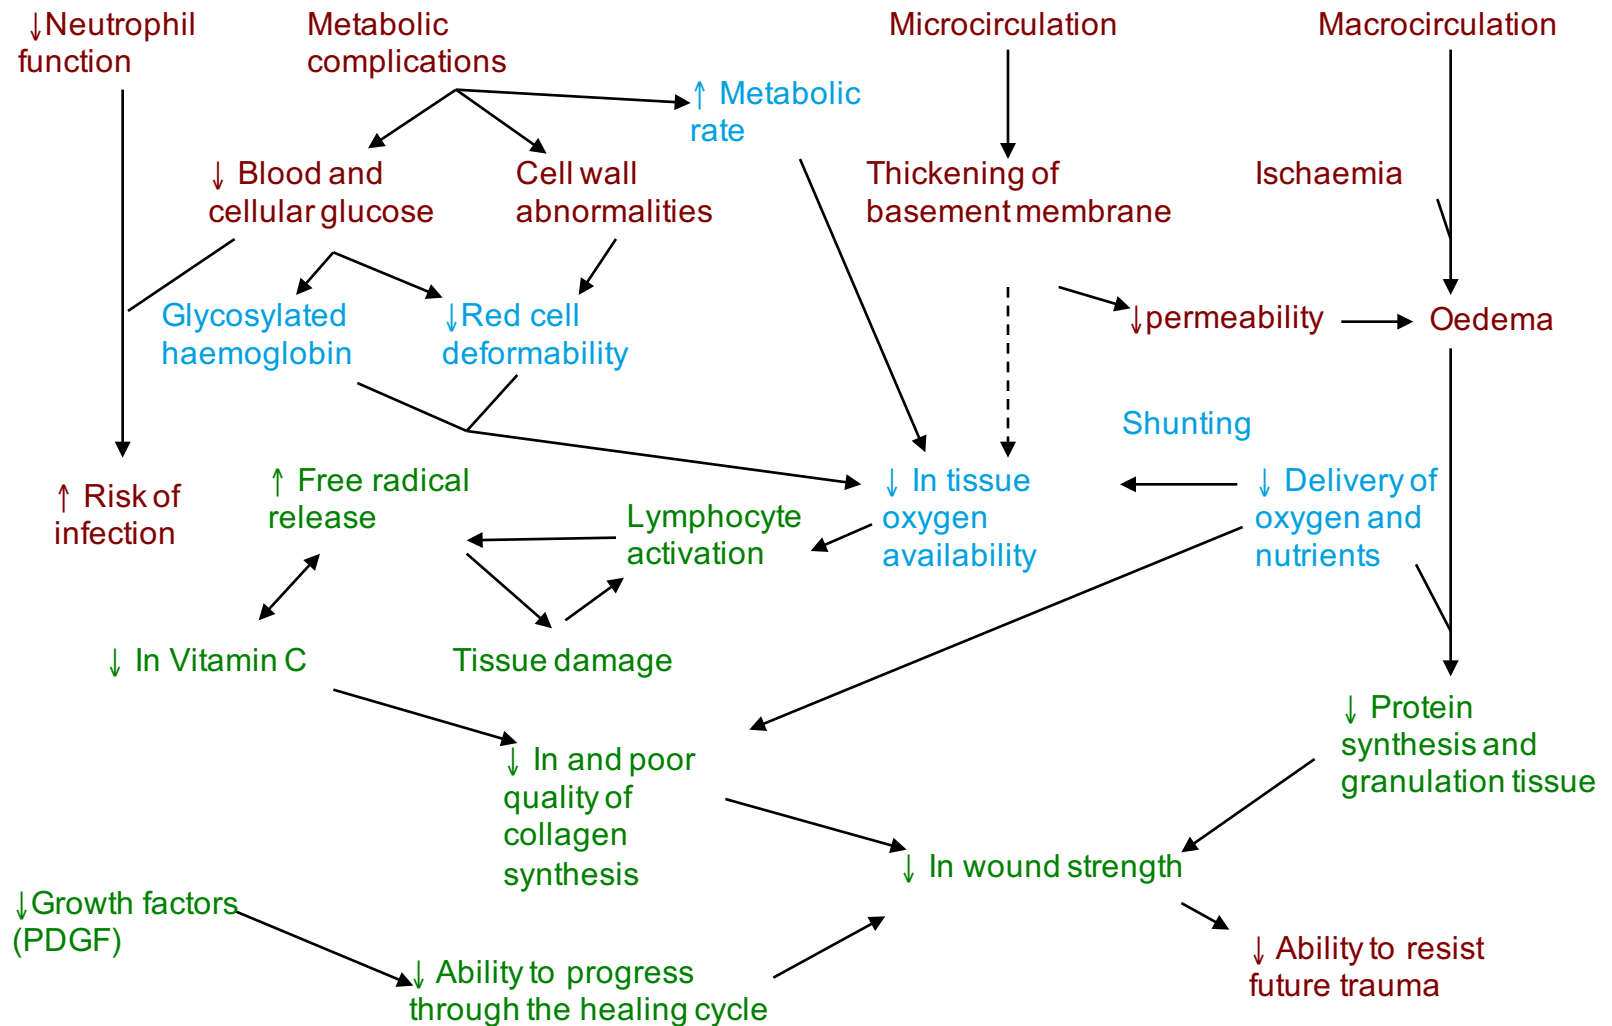 ↓Neutrophil
function
Metabolic
complications
Microcirculation
Macrocirculation
↑ Metabolic
rate
↓ Blood and
cellular glucose
Cell wall
abnormalities
Thickening of
basement membrane
Ischaemia
Glycosylated
haemoglobin
↓Red cell
deformability
↓permeability
Oedema
Shunting
↑ Risk of
infection
↑ Free radical
release
Lymphocyte
activation
↓ In tissue
oxygen
availability
↓ Delivery of
oxygen and
nutrients
↓ In Vitamin C
Tissue damage
↓ Protein
synthesis and
granulation tissue
↓ In and poor
quality of
collagen
synthesis
↓ In wound strength
↓Growth factors
(PDGF)
↓ Ability to progress
through the healing cycle
↓ Ability to resist
future trauma